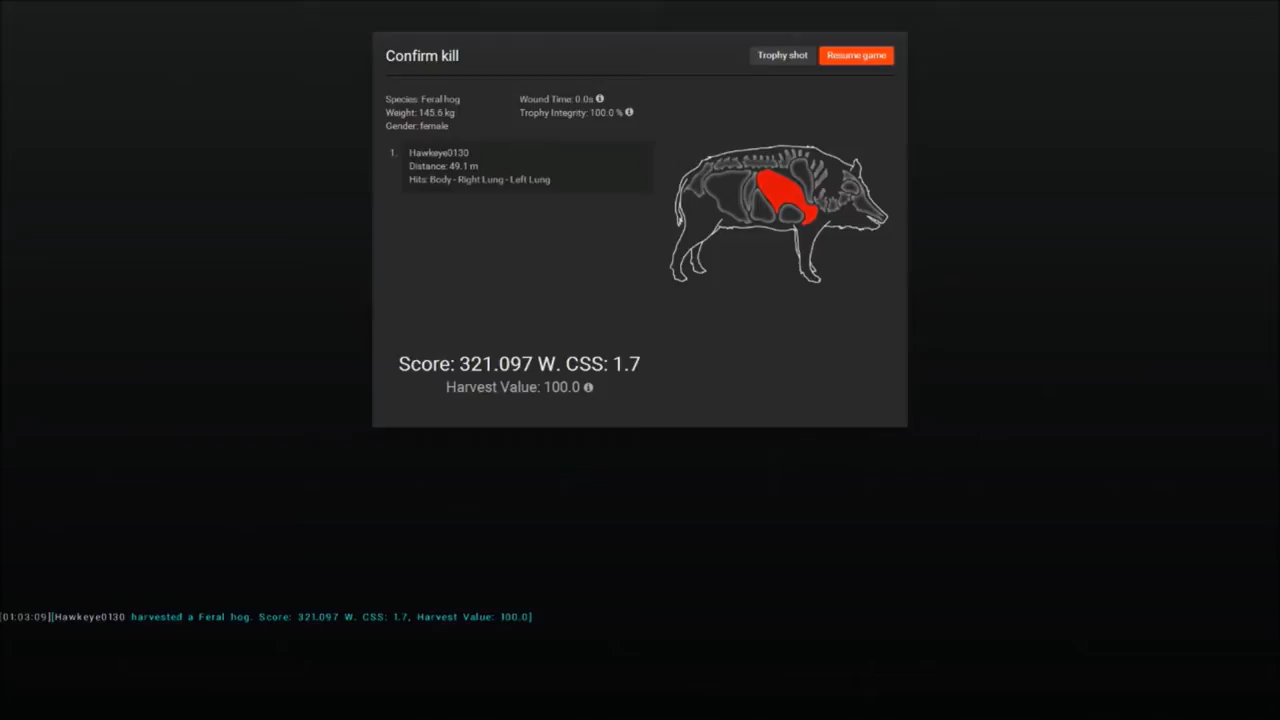 Confirm kill
Trophy shot
Resume game
Species: Feral hog
Weight: 145.6 kg
Gender: female
Wound Time: 0.0s
Trophy Integrity: 100.0 %
1. Hawkeye0130
Distance: 49.1 m
Hits: Body - Right Lung - Left Lung
Score: 321.097 W. CSS: 1.7
Harvest Value: 100.0
[01:03:09][Hawkeye0130 harvested a Feral hog. Score: 321.097 W. CSS: 1.7, Harvest Value: 100.0]